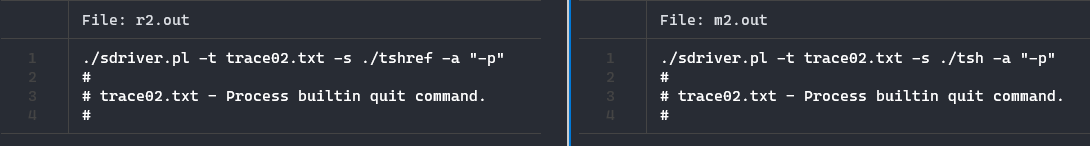 File: r2.out
1 ./sdriver.pl -t trace02.txt -s ./tshref -a "-p"
2 #
3 # trace02.txt - Process builtin quit command.
4 #
File: m2.out
1 ./sdriver.pl -t trace02.txt -s ./tsh -a "-p"
2 #
3 # trace02.txt - Process builtin quit command.
4 #